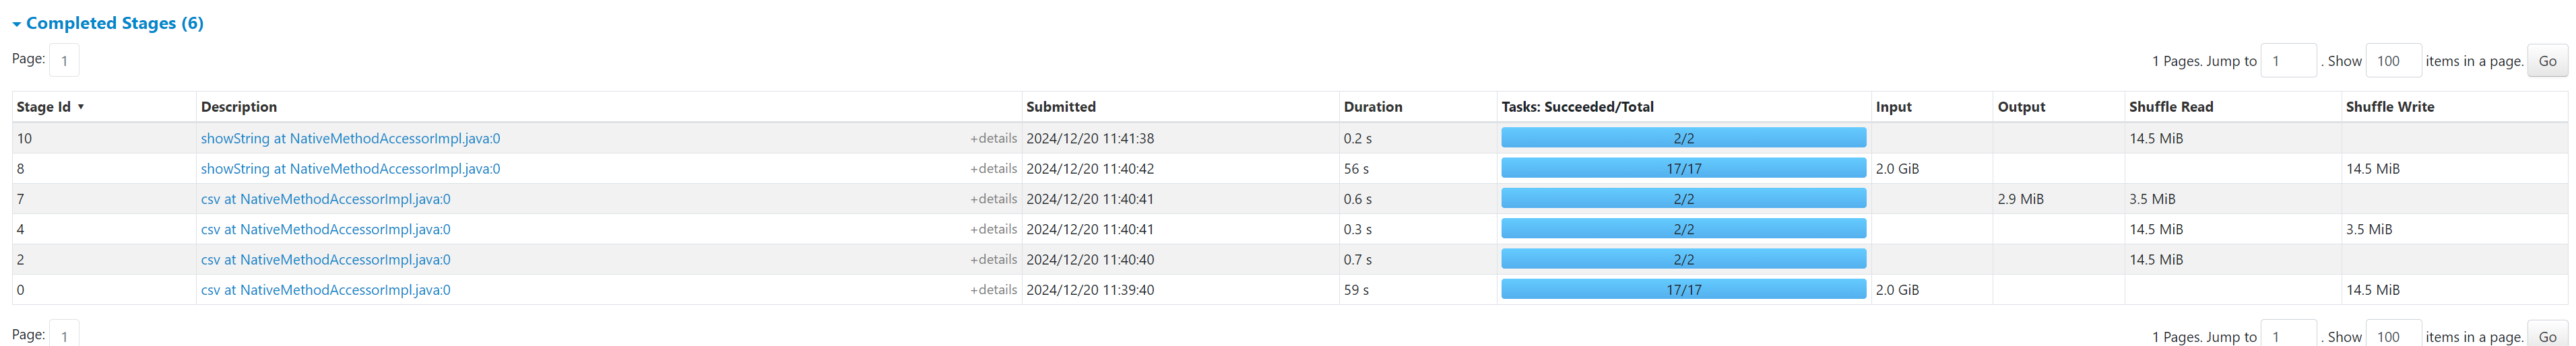 Completed Stages (6)
Page: 1 1 Pages. Jump to 1 . Show 100 items in a page. Go
Stage Id ▾ Description Submitted Duration Tasks: Succeeded/Total Input Output Shuffle Read Shuffle Write
10 showString at NativeMethodAccessorImpl.java:0 +details 2024/12/20 11:41:38 0.2 s 2/2 14.5 MiB
8 showString at NativeMethodAccessorImpl.java:0 +details 2024/12/20 11:40:42 56 s 17/17 2.0 GiB 14.5 MiB
7 csv at NativeMethodAccessorImpl.java:0 +details 2024/12/20 11:40:41 0.6 s 2/2 2.9 MiB 3.5 MiB
4 csv at NativeMethodAccessorImpl.java:0 +details 2024/12/20 11:40:41 0.3 s 2/2 14.5 MiB 3.5 MiB
2 csv at NativeMethodAccessorImpl.java:0 +details 2024/12/20 11:40:40 0.7 s 2/2 14.5 MiB
0 csv at NativeMethodAccessorImpl.java:0 +details 2024/12/20 11:39:40 59 s 17/17 2.0 GiB 14.5 MiB
Page: 1 1 Pages. Jump to 1 . Show 100 items in a page. Go